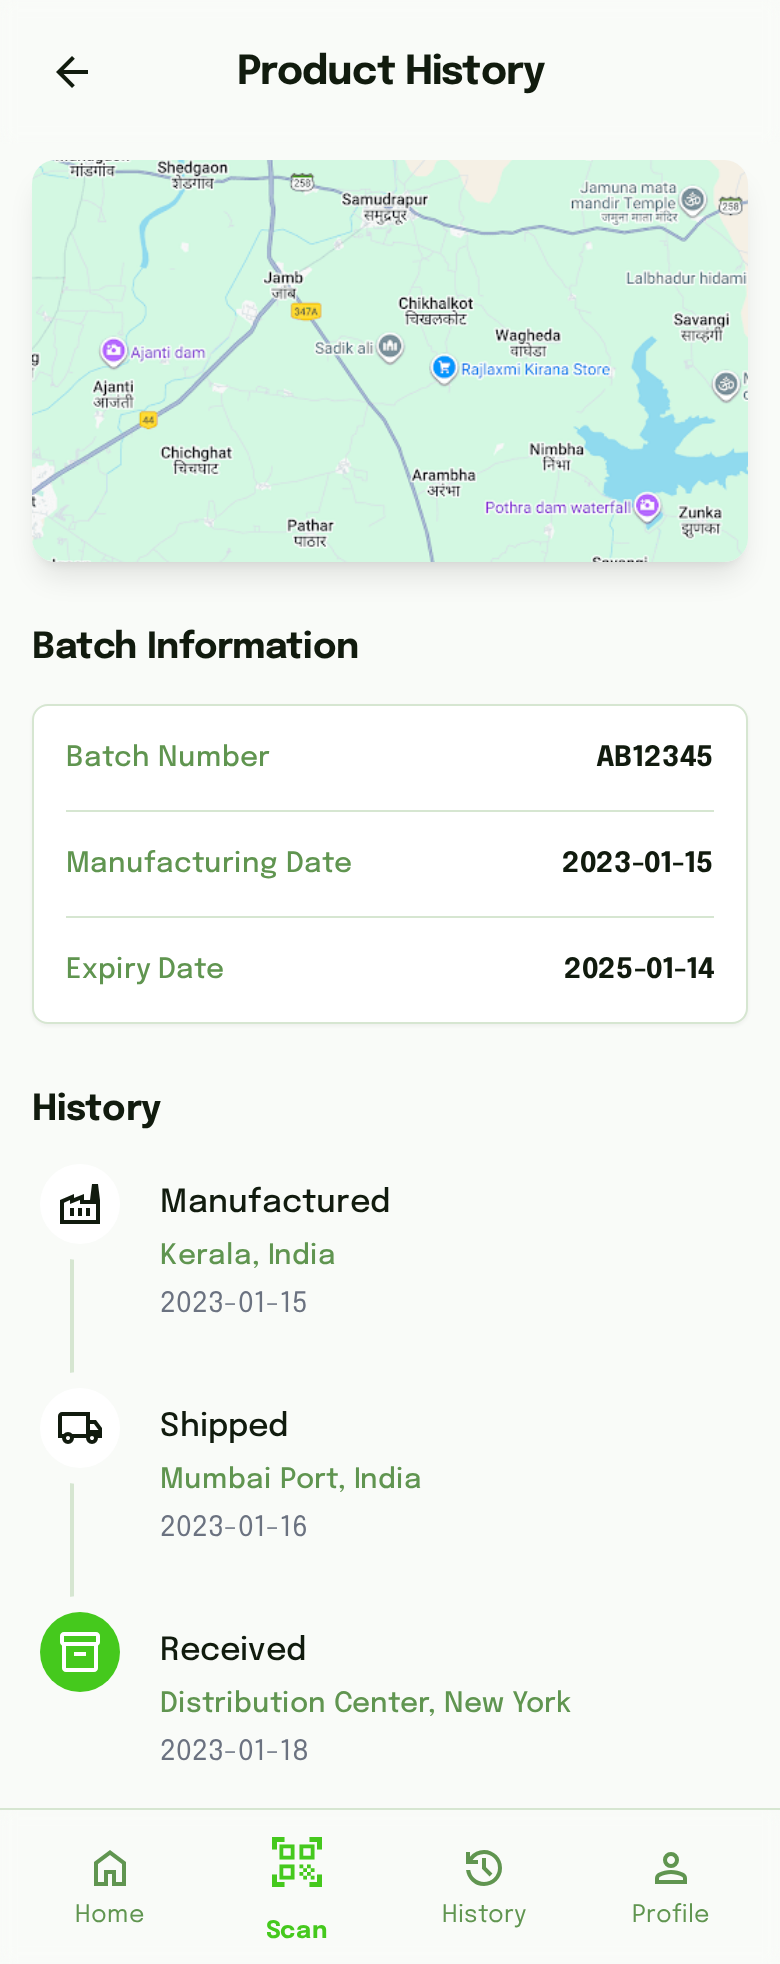 Product History
मांडगांव
Shedgaon
शेडगाव
258
Samudrapur
समुद्रपूर
Jamuna mata
mandir Temple
जमुना माता मंदिर
258
Jamb
जांब
347A
Lalbhadur hidami
Chikhalkot
चिखलकोट
Savangi
साव्हंगी
Wagheda
वाघेडा
Sadik ali
Ajanti dam
Rajlaxmi Kirana Store
g
Ajanti
आजंती
44
Chichghat
चिचघाट
Nimbha
निंभा
Arambha
अरंभा
t
Pothra dam waterfall
Zunka
झुणका
Pathar
पाठार
Batch Information
Batch Number AB12345
Manufacturing Date 2023-01-15
Expiry Date 2025-01-14
History
Manufactured
Kerala, India
2023-01-15
Shipped
Mumbai Port, India
2023-01-16
Received
Distribution Center, New York
2023-01-18
Home Scan History Profile